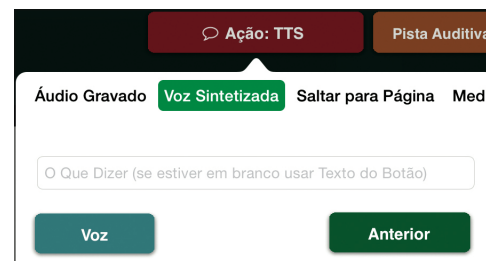 Ação: TTS
Pista Auditiva
Áudio Gravado Voz Sintetizada Saltar para Página Med
O Que Dizer (se estiver em branco usar Texto do Botão)
Voz Anterior